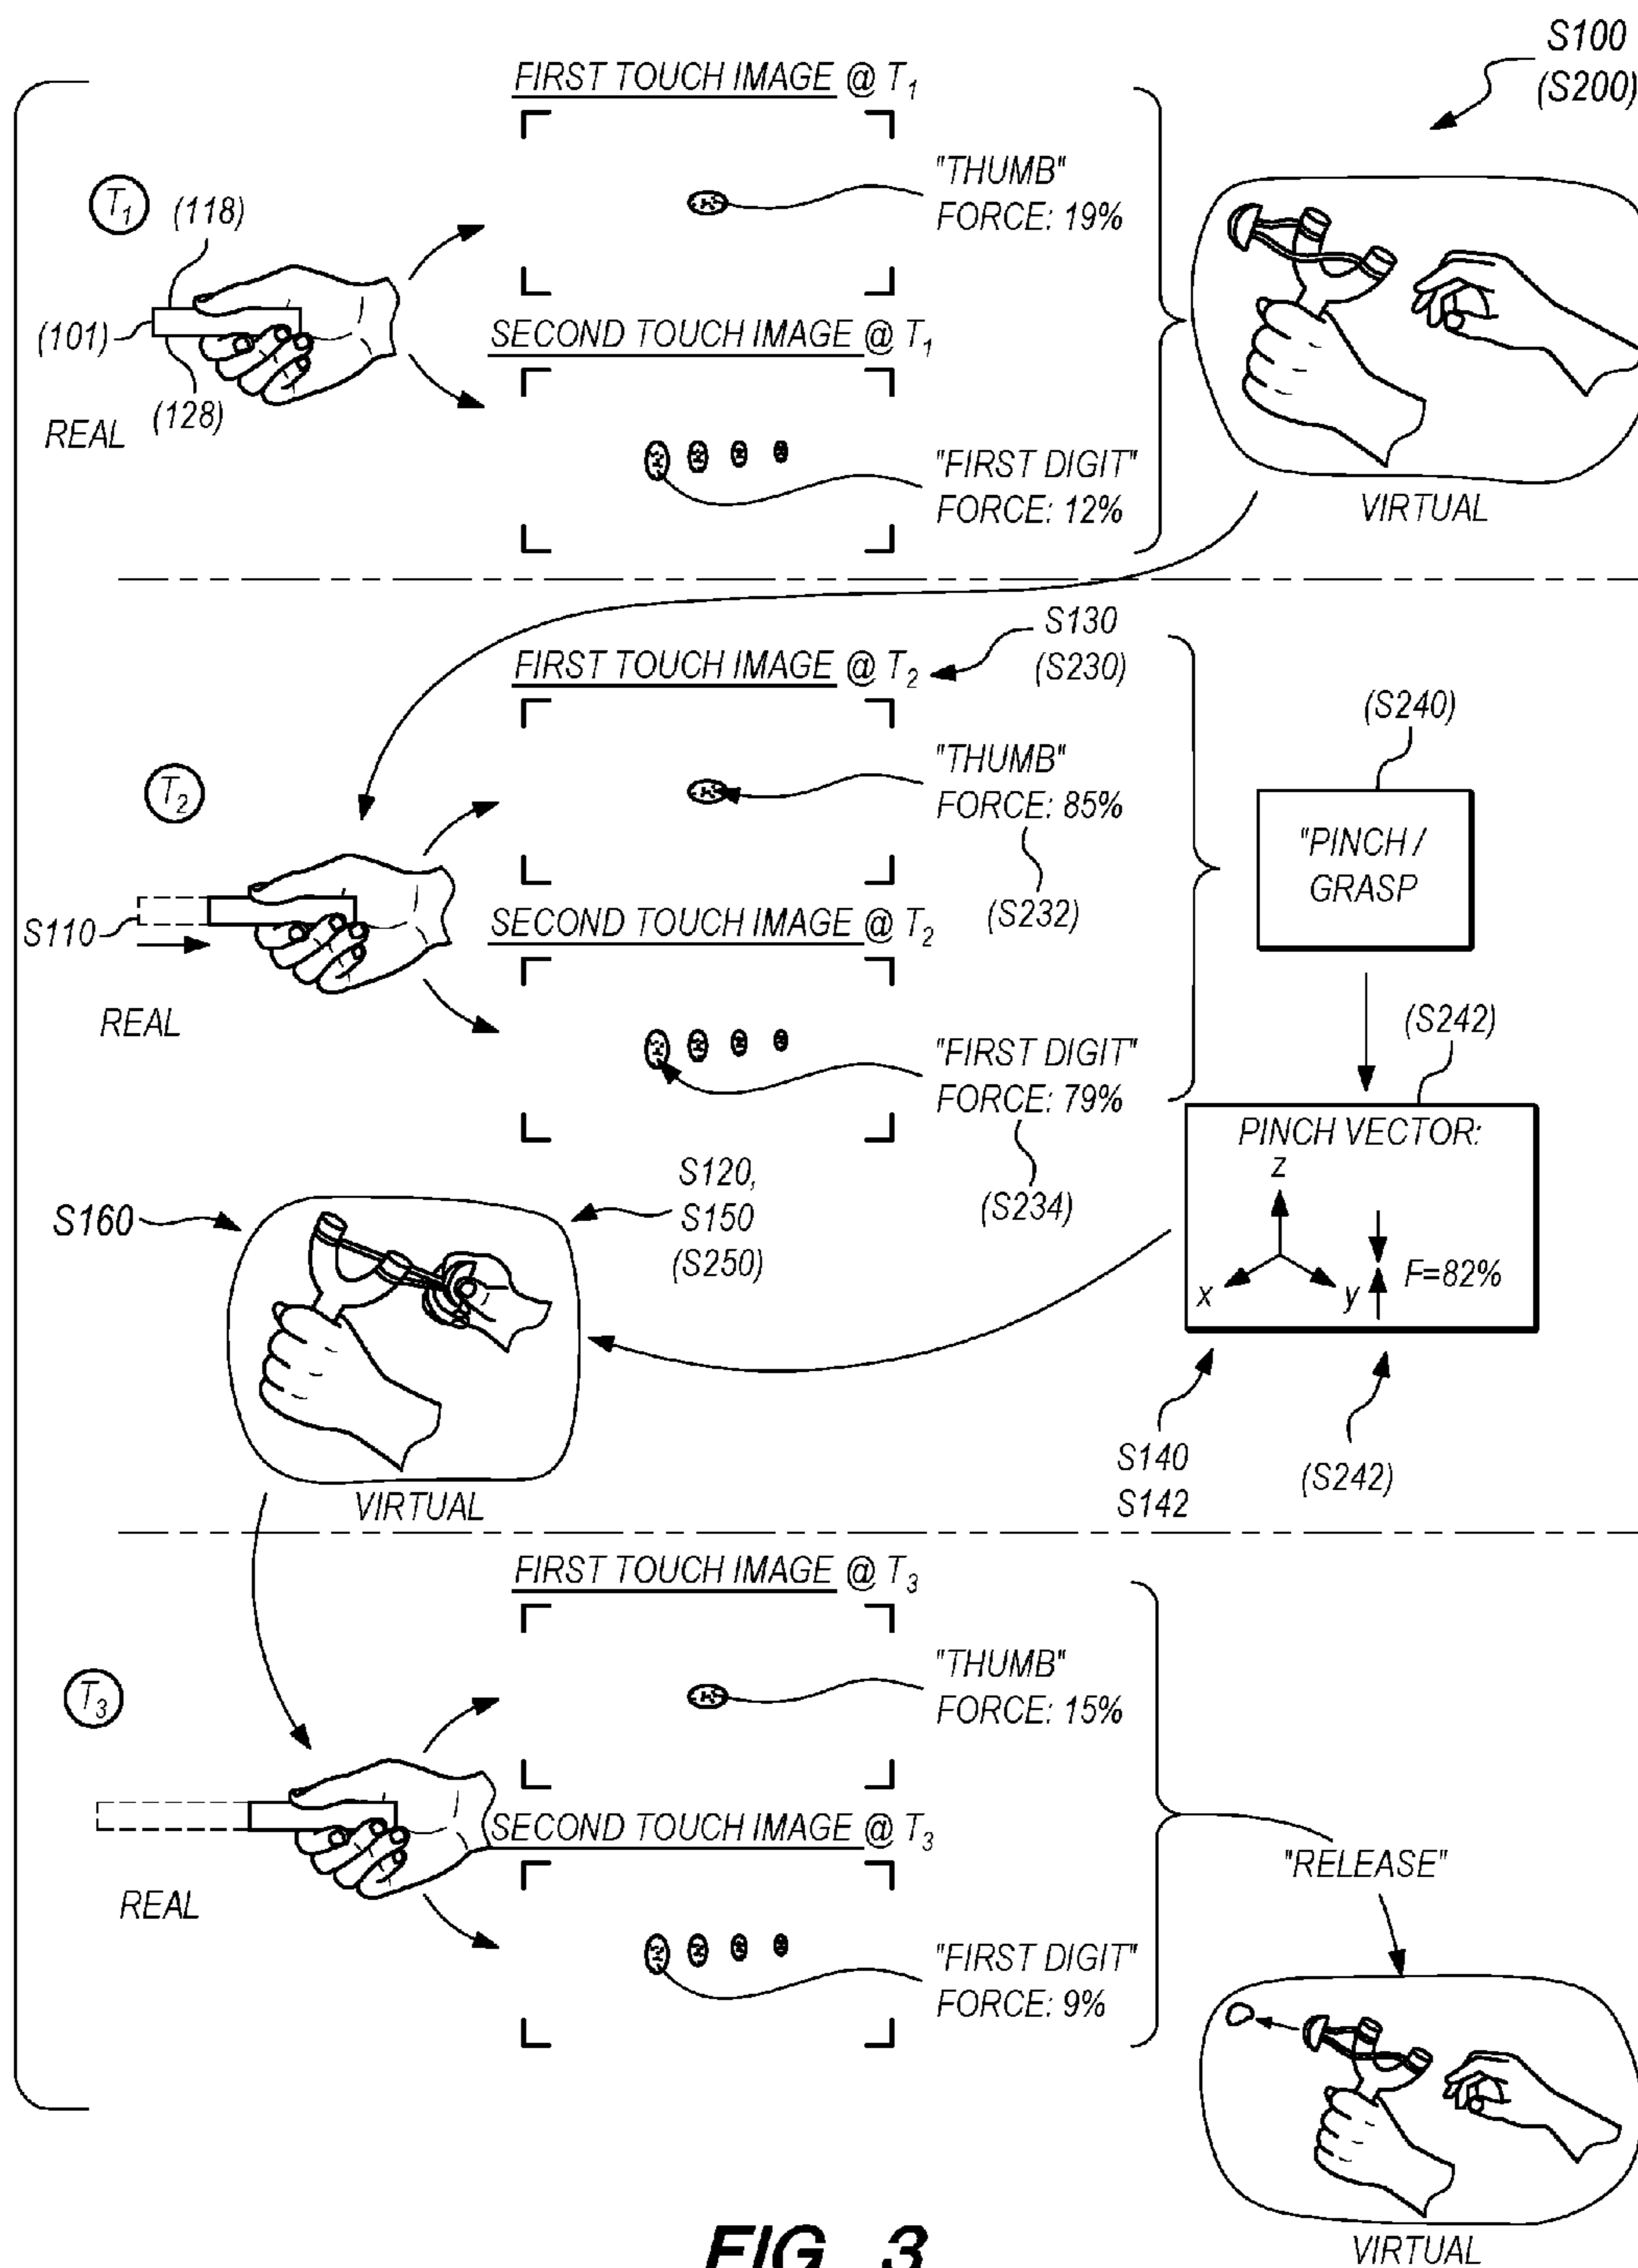 S100
(S200)
FIRST TOUCH IMAGE @ T1
"THUMB"
FORCE: 19%
T1
(118)
(101)
(128)
REAL
SECOND TOUCH IMAGE @ T1
"FIRST DIGIT"
FORCE: 12%
VIRTUAL
FIRST TOUCH IMAGE @ T2
S130
(S230)
T2
"THUMB"
FORCE: 85%
(S232)
(S240)
"PINCH /
GRASP
S110
REAL
SECOND TOUCH IMAGE @ T2
"FIRST DIGIT"
FORCE: 79%
(S234)
(S242)
PINCH VECTOR:
z
x
y
F=82%
S140
S142
(S242)
S160
S120,
S150
(S250)
VIRTUAL
FIRST TOUCH IMAGE @ T3
T3
"THUMB"
FORCE: 15%
SECOND TOUCH IMAGE @ T3
REAL
"FIRST DIGIT"
FORCE: 9%
"RELEASE"
VIRTUAL
FIG. 3